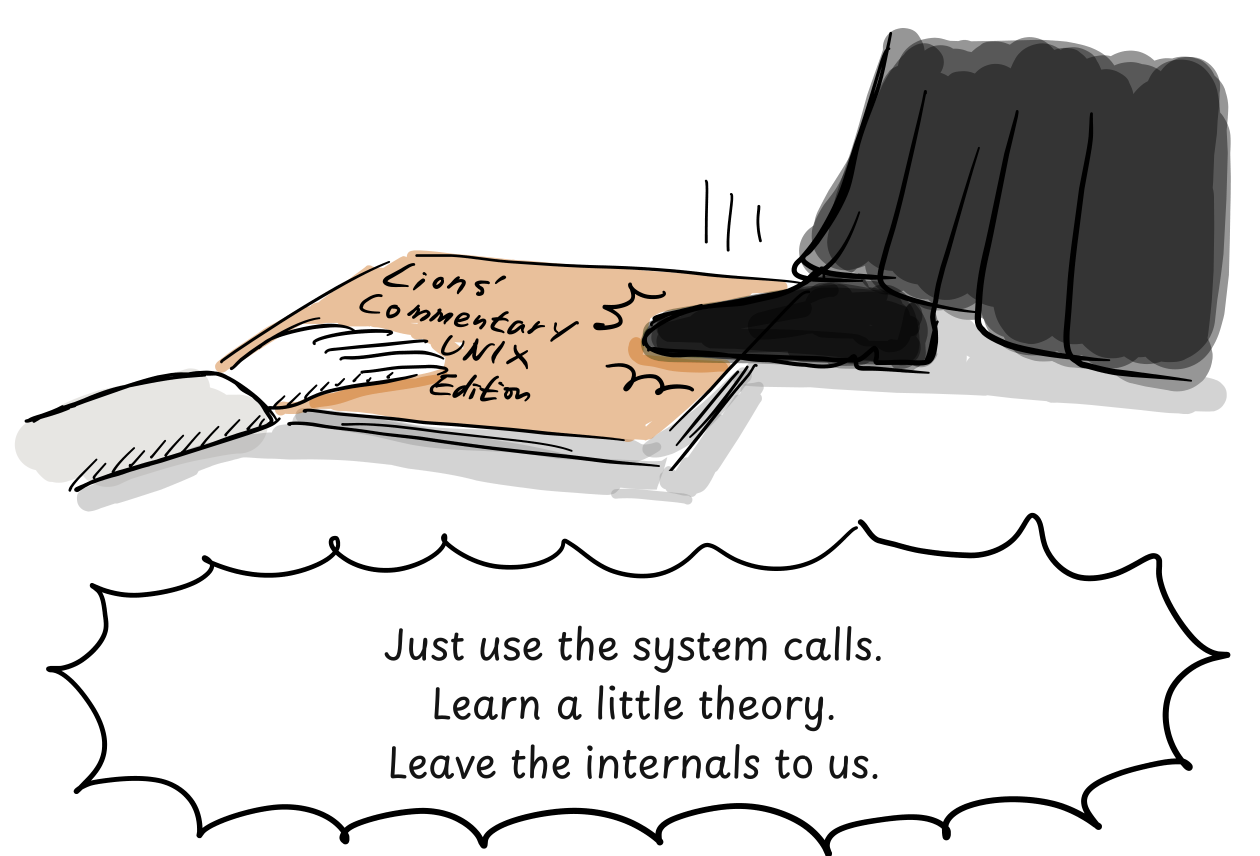 Lions'
Commentary
UNIX
Edition
Just use the system calls.
Learn a little theory.
Leave the internals to us.